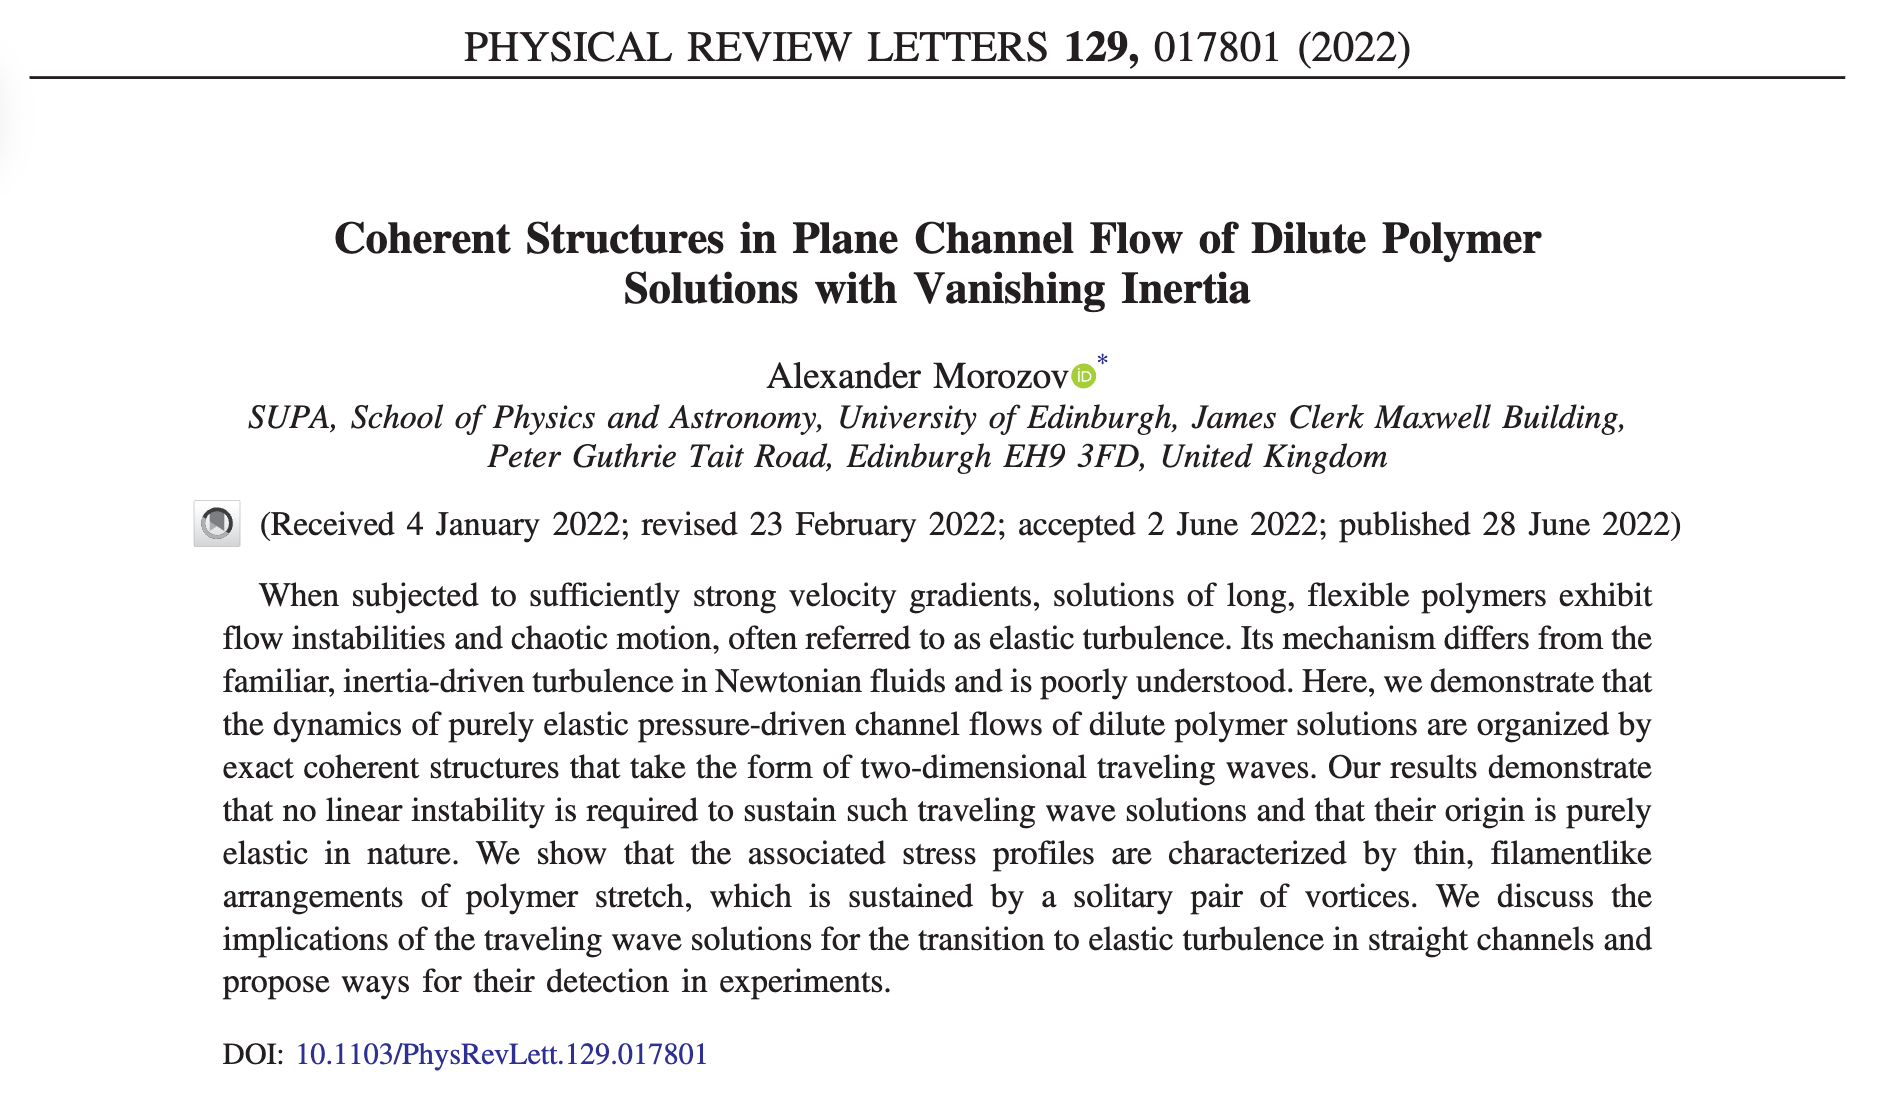 PHYSICAL REVIEW LETTERS 129, 017801 (2022)
Coherent Structures in Plane Channel Flow of Dilute Polymer
Solutions with Vanishing Inertia
Alexander Morozov iD *
SUPA, School of Physics and Astronomy, University of Edinburgh, James Clerk Maxwell Building,
Peter Guthrie Tait Road, Edinburgh EH9 3FD, United Kingdom
(Received 4 January 2022; revised 23 February 2022; accepted 2 June 2022; published 28 June 2022)
When subjected to sufficiently strong velocity gradients, solutions of long, flexible polymers exhibit
flow instabilities and chaotic motion, often referred to as elastic turbulence. Its mechanism differs from the
familiar, inertia-driven turbulence in Newtonian fluids and is poorly understood. Here, we demonstrate that
the dynamics of purely elastic pressure-driven channel flows of dilute polymer solutions are organized by
exact coherent structures that take the form of two-dimensional traveling waves. Our results demonstrate
that no linear instability is required to sustain such traveling wave solutions and that their origin is purely
elastic in nature. We show that the associated stress profiles are characterized by thin, filamentlike
arrangements of polymer stretch, which is sustained by a solitary pair of vortices. We discuss the
implications of the traveling wave solutions for the transition to elastic turbulence in straight channels and
propose ways for their detection in experiments.
DOI: 10.1103/PhysRevLett.129.017801